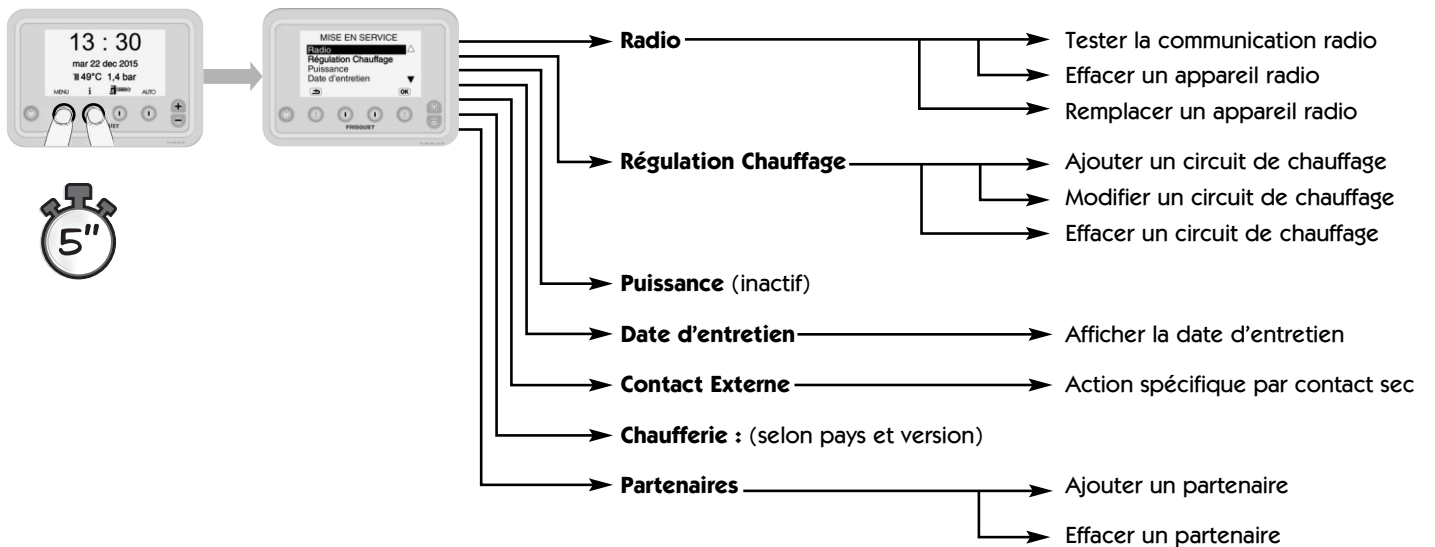 13 : 30
mar 22 dec 2015
49°C 1,4 bar
MENU i AUTO
MISE EN SERVICE
Radio
Régulation Chauffage
Puissance
Date d'entretien
OK
FRISQUET
5"
Radio
Tester la communication radio
Effacer un appareil radio
Remplacer un appareil radio
Régulation Chauffage
Ajouter un circuit de chauffage
Modifier un circuit de chauffage
Effacer un circuit de chauffage
Puissance (inactif)
Date d’entretien
Afficher la date d’entretien
Contact Externe
Action spécifique par contact sec
Chaufferie : (selon pays et version)
Partenaires
Ajouter un partenaire
Effacer un partenaire